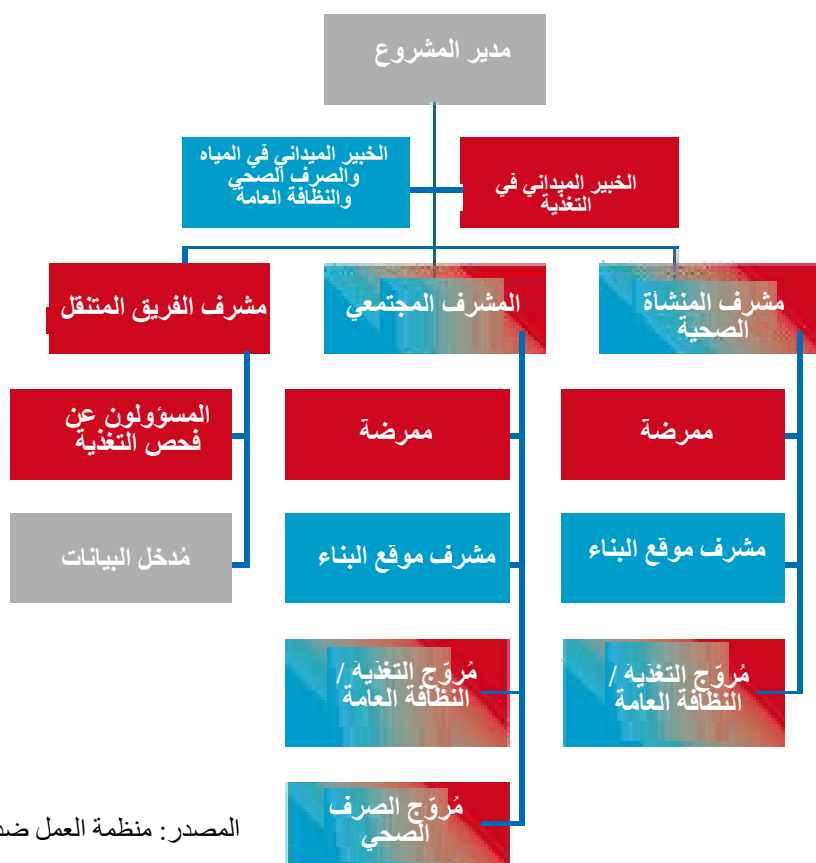 مدير المشروع
الخبير الميداني في
التغذية
الخبير الميداني في المياه
والصرف الصحي
والنظافة العامة
مشرف المنشأة
الصحية
المشرف المجتمعي
مشرف الفريق المتنقل
ممرضة
ممرضة
المسؤولون عن
فحص التغذية
مشرف موقع البناء
مشرف موقع البناء
مُدخل البيانات
مُروّج التغذية /
النظافة العامة
مُروّج التغذية /
النظافة العامة
مُروّج الصرف
الصحي
المصدر: منظمة العمل ضد